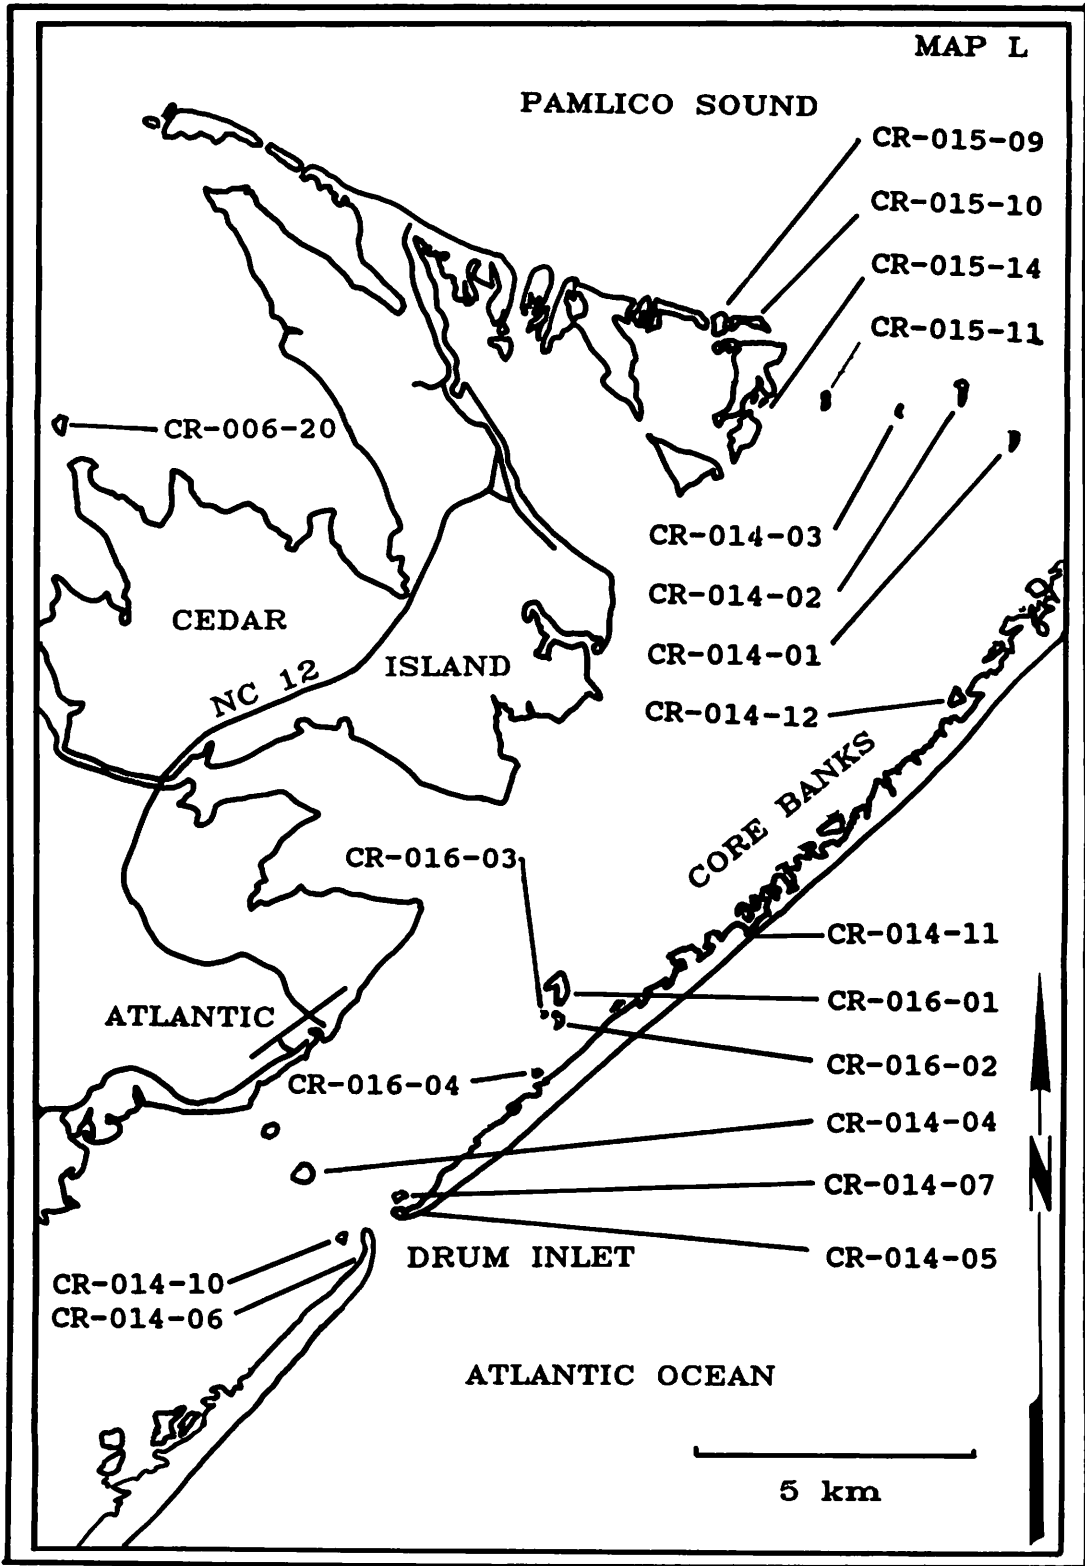 MAP L
PAMLICO SOUND
CR-015-09
CR-015-10
CR-015-14
CR-015-11
CR-006-20
CR-014-03
CR-014-02
CR-014-01
CR-014-12
CEDAR
ISLAND
NC 12
CORE BANKS
CR-016-03
CR-014-11
CR-016-01
ATLANTIC
CR-016-02
CR-016-04
CR-014-04
CR-014-07
CR-014-05
DRUM INLET
CR-014-10
CR-014-06
ATLANTIC OCEAN
5 km
N